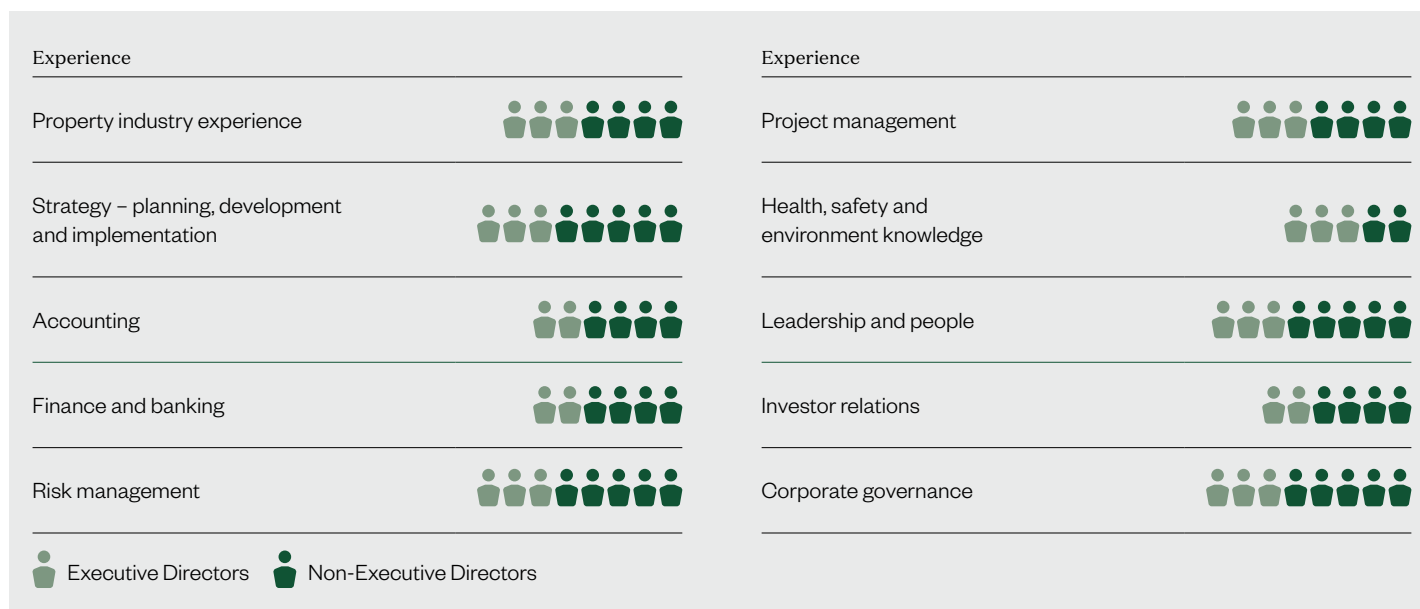 Experience
Property industry experience
Strategy – planning, development
and implementation
Accounting
Finance and banking
Risk management
Experience
Project management
Health, safety and
environment knowledge
Leadership and people
Investor relations
Corporate governance
Executive Directors
Non-Executive Directors